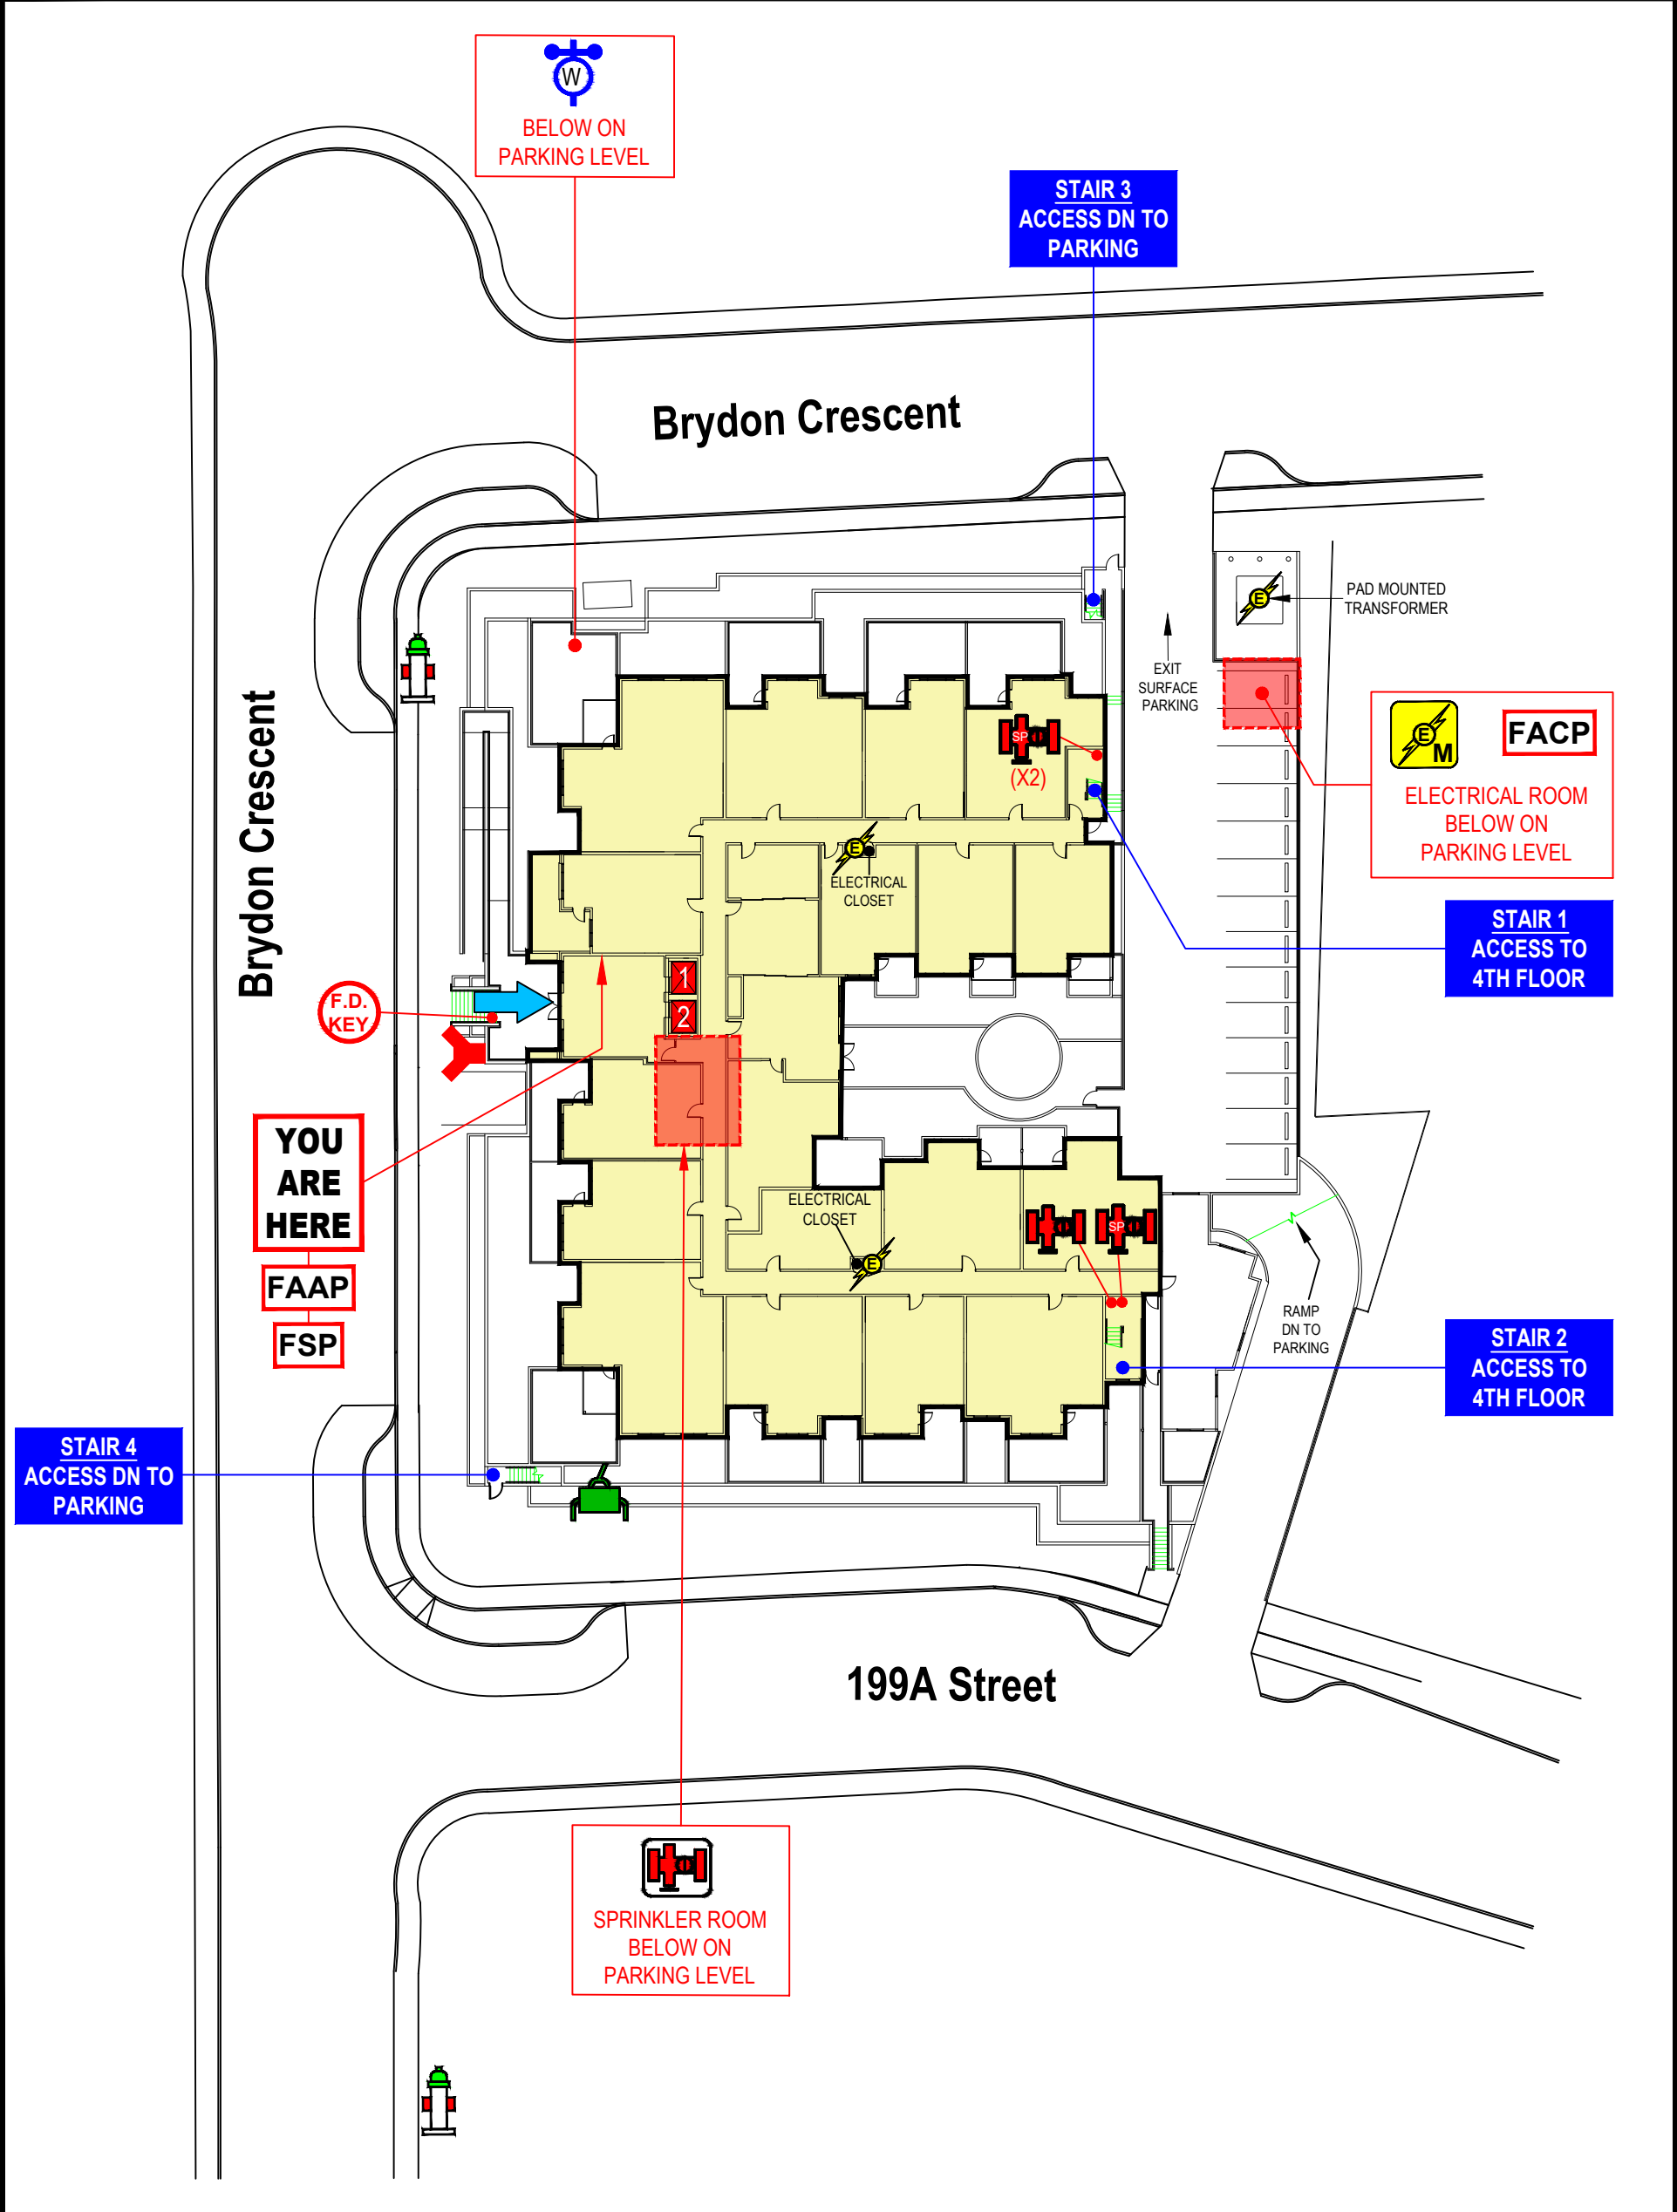 W
BELOW ON
PARKING LEVEL
STAIR 3
ACCESS DN TO
PARKING
Brydon Crescent
E
PAD MOUNTED
TRANSFORMER
EXIT
SURFACE
PARKING
Brydon Crescent
E
M
FACP
ELECTRICAL ROOM
BELOW ON
PARKING LEVEL
SP
(X2)
E
ELECTRICAL
CLOSET
STAIR 1
ACCESS TO
4TH FLOOR
1
2
F.D.
KEY
YOU
ARE
HERE
FAAP
FSP
ELECTRICAL
CLOSET
E
SP
RAMP
DN TO
PARKING
STAIR 2
ACCESS TO
4TH FLOOR
STAIR 4
ACCESS DN TO
PARKING
199A Street
SPRINKLER ROOM
BELOW ON
PARKING LEVEL